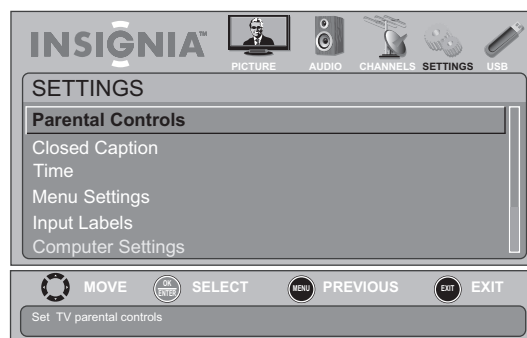 INSIGNIA™
PICTURE AUDIO CHANNELS SETTINGS USB
SETTINGS
Parental Controls
Closed Caption
Time
Menu Settings
Input Labels
Computer Settings
MOVE OK ENTER SELECT MENU PREVIOUS EXIT EXIT
Set TV parental controls